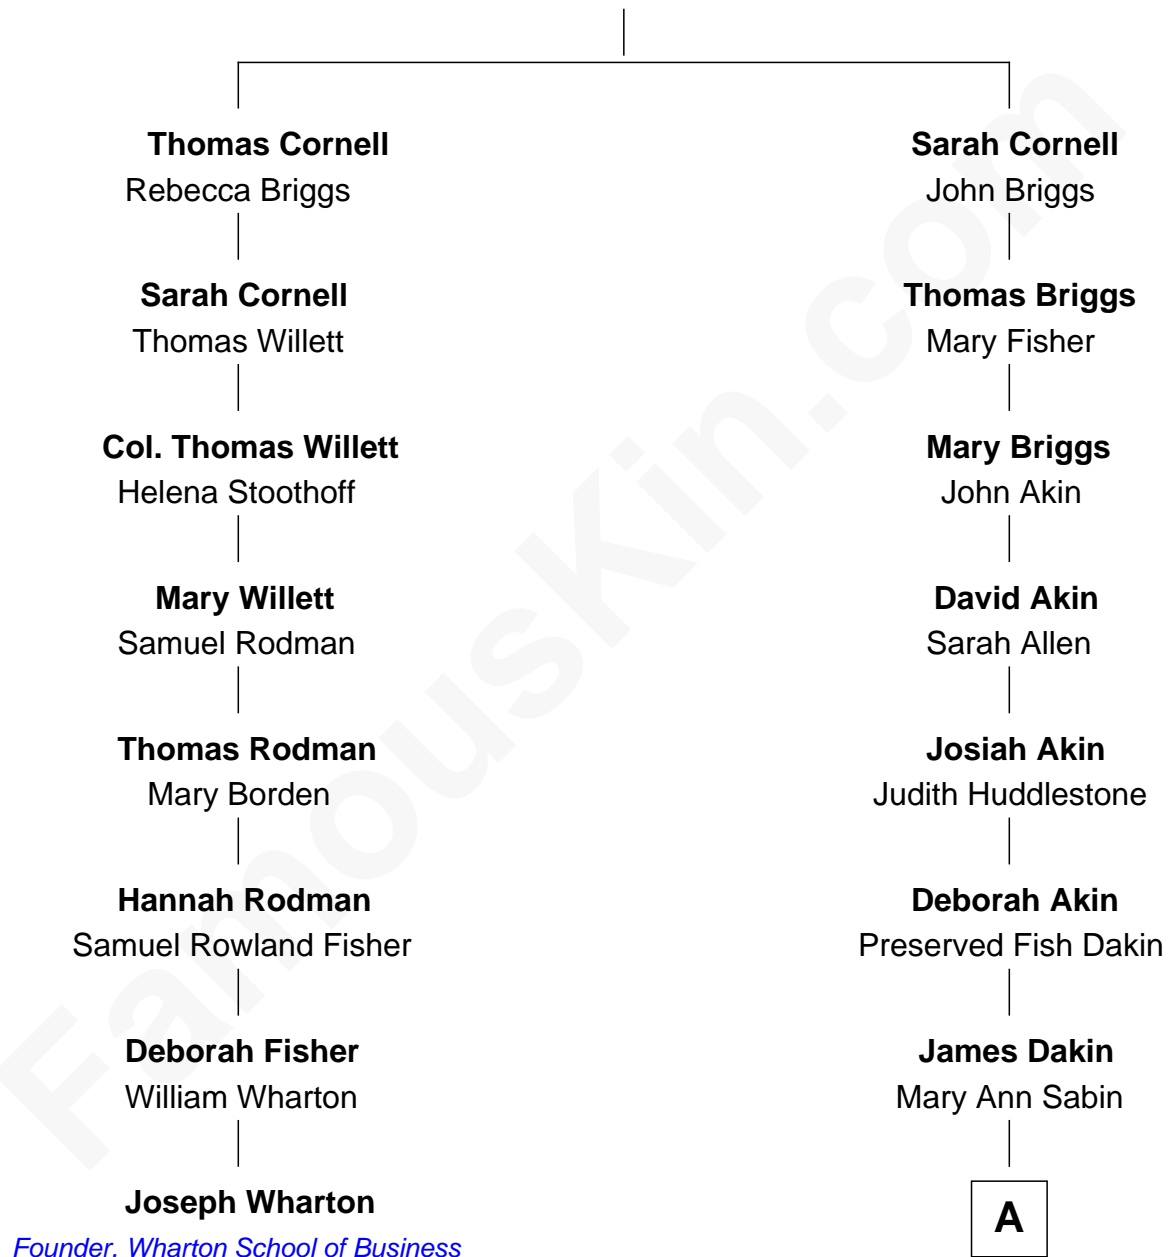 Thomas Cornell
Rebecca Briggs
Sarah Cornell
Thomas Willett
Col. Thomas Willett
Helena Stoothoff
Mary Willett
Samuel Rodman
Thomas Rodman
Mary Borden
Hannah Rodman
Samuel Rowland Fisher
Deborah Fisher
William Wharton
Joseph Wharton
Founder, Wharton School of Business
Sarah Cornell
John Briggs
Thomas Briggs
Mary Fisher
Mary Briggs
John Akin
David Akin
Sarah Allen
Josiah Akin
Judith Huddlestone
Deborah Akin
Preserved Fish Dakin
James Dakin
Mary Ann Sabin
A
FamousKin.com